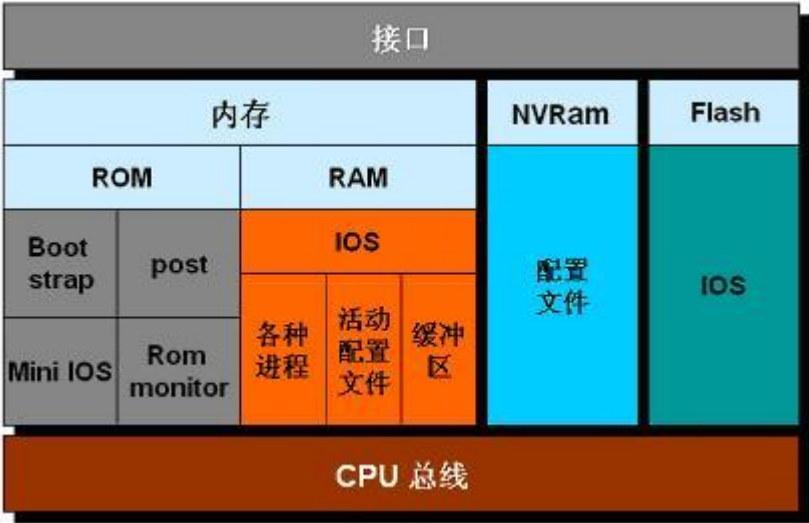 接口
内存
NVRam
Flash
ROM
RAM
Boot
strap
post
IOS
Mini IOS
Rom
monitor
各种
进程
活动
配置
文件
缓冲
区
配置
文件
IOS
CPU 总线